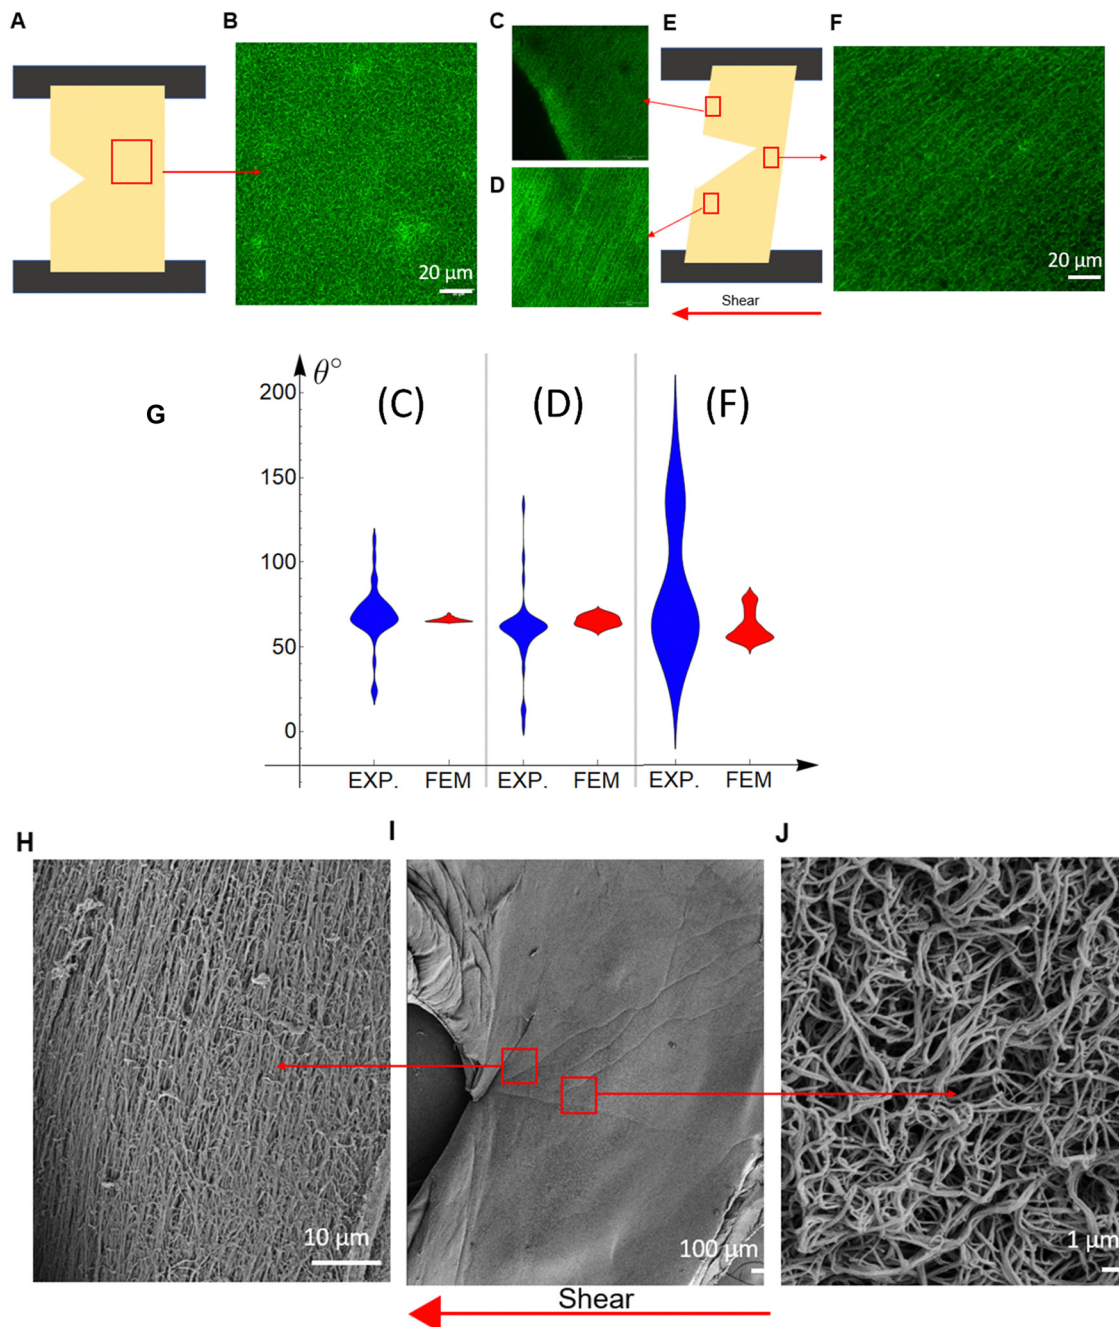 A
B
C
E
F
20 µm
D
20 µm
Shear
G
θ°
(C)
(D)
(F)
200
150
100
50
0
EXP.
FEM
EXP.
FEM
EXP.
FEM
H
I
J
10 µm
100 µm
1 µm
Shear